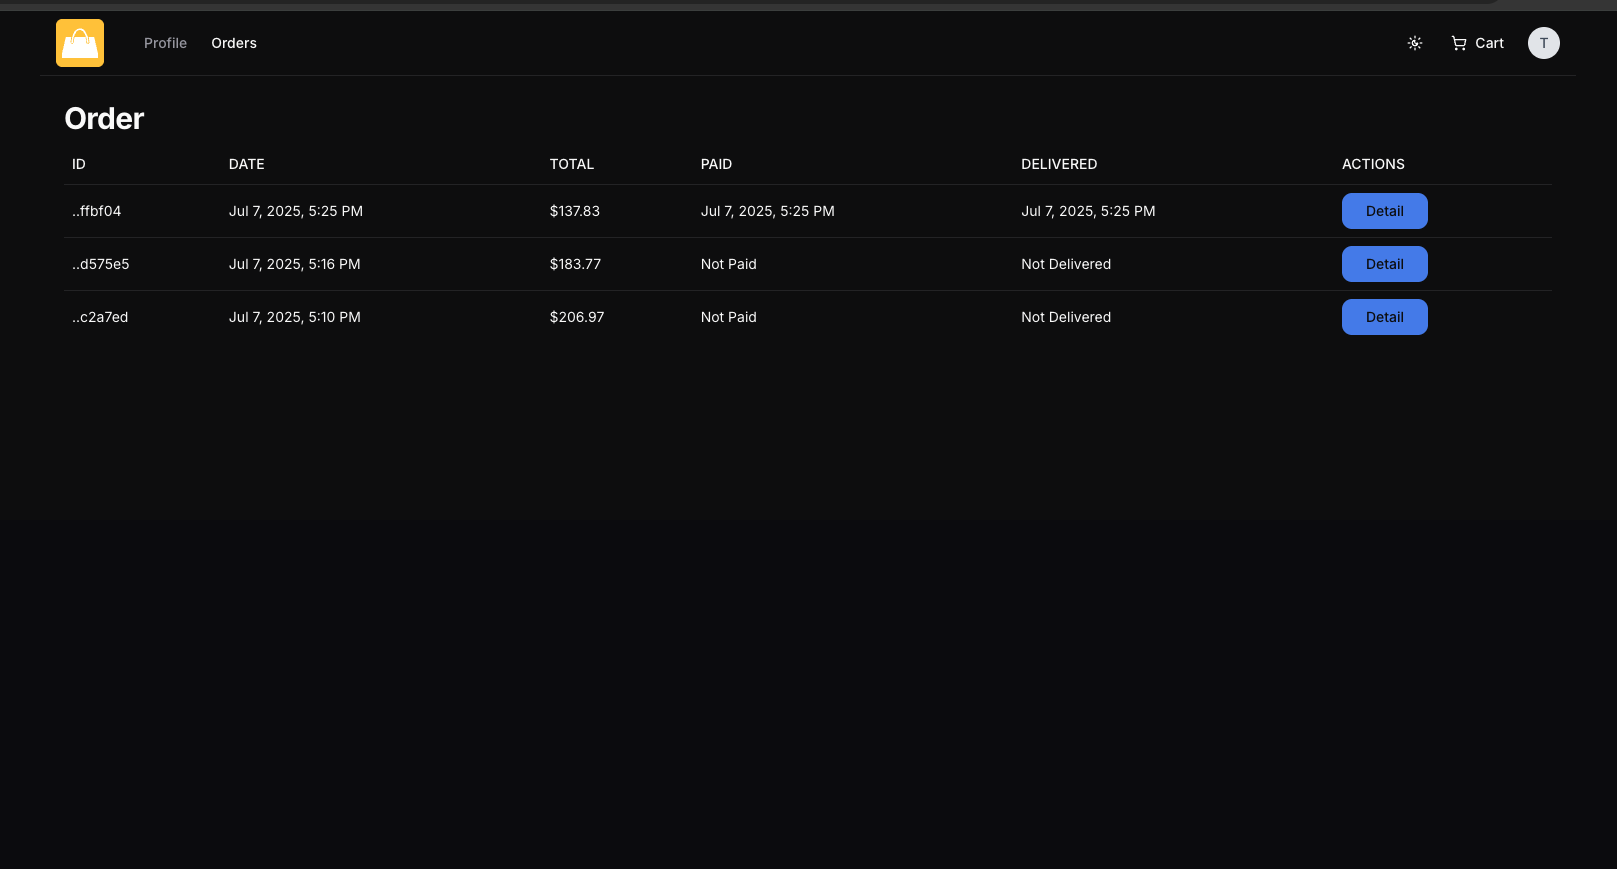 Profile Orders Cart T
Order
ID DATE TOTAL PAID DELIVERED ACTIONS
..ffbf04 Jul 7, 2025, 5:25 PM $137.83 Jul 7, 2025, 5:25 PM Jul 7, 2025, 5:25 PM Detail
..d575e5 Jul 7, 2025, 5:16 PM $183.77 Not Paid Not Delivered Detail
..c2a7ed Jul 7, 2025, 5:10 PM $206.97 Not Paid Not Delivered Detail